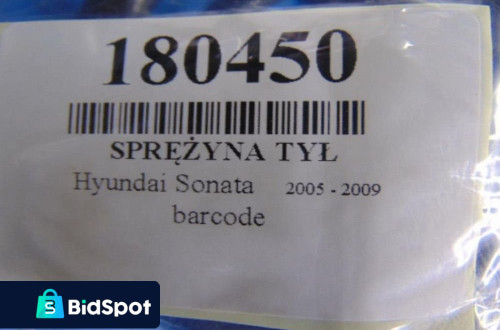 180450
SPRĘŻYNA TYŁ
Hyundai Sonata 2005 - 2009
barcode
BidSpot